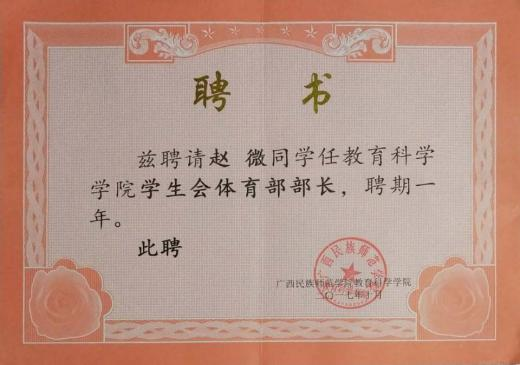 聘 书
兹聘请赵 微同学任教育科学
学院学生会体育部部长，聘期一
年。
此聘
广西民族师范学院教育科学学院
二〇一七年十月